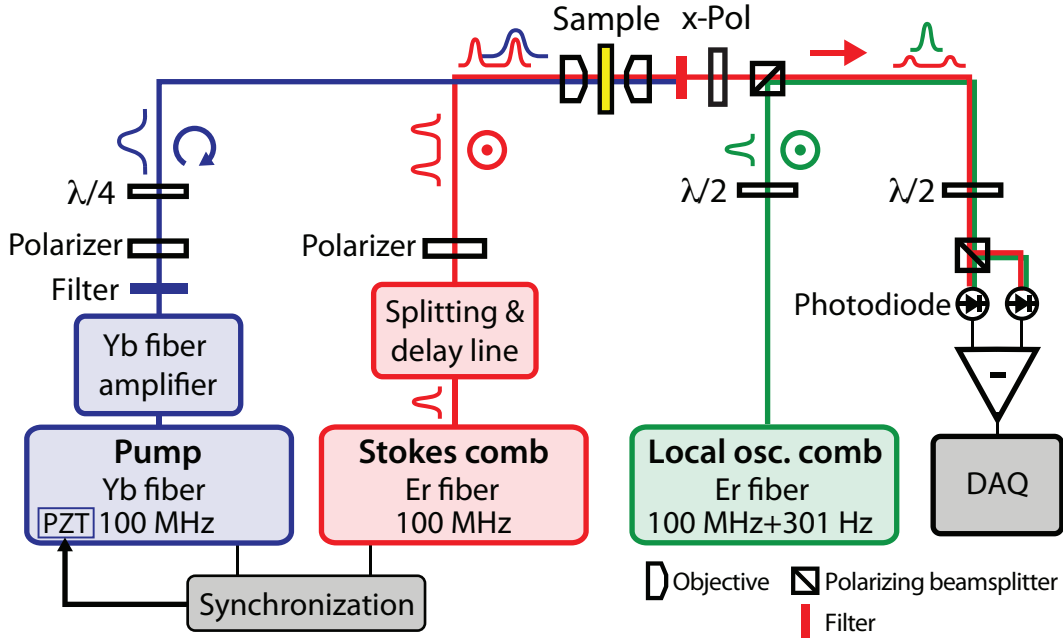 Sample
x-Pol
λ/4
Polarizer
Filter
Yb fiber
amplifier
Polarizer
Splitting &
delay line
λ/2
λ/2
Photodiode
-
Pump
Yb fiber
PZT 100 MHz
Stokes comb
Er fiber
100 MHz
Local osc. comb
Er fiber
100 MHz+301 Hz
DAQ
Synchronization
Objective
Polarizing beamsplitter
Filter